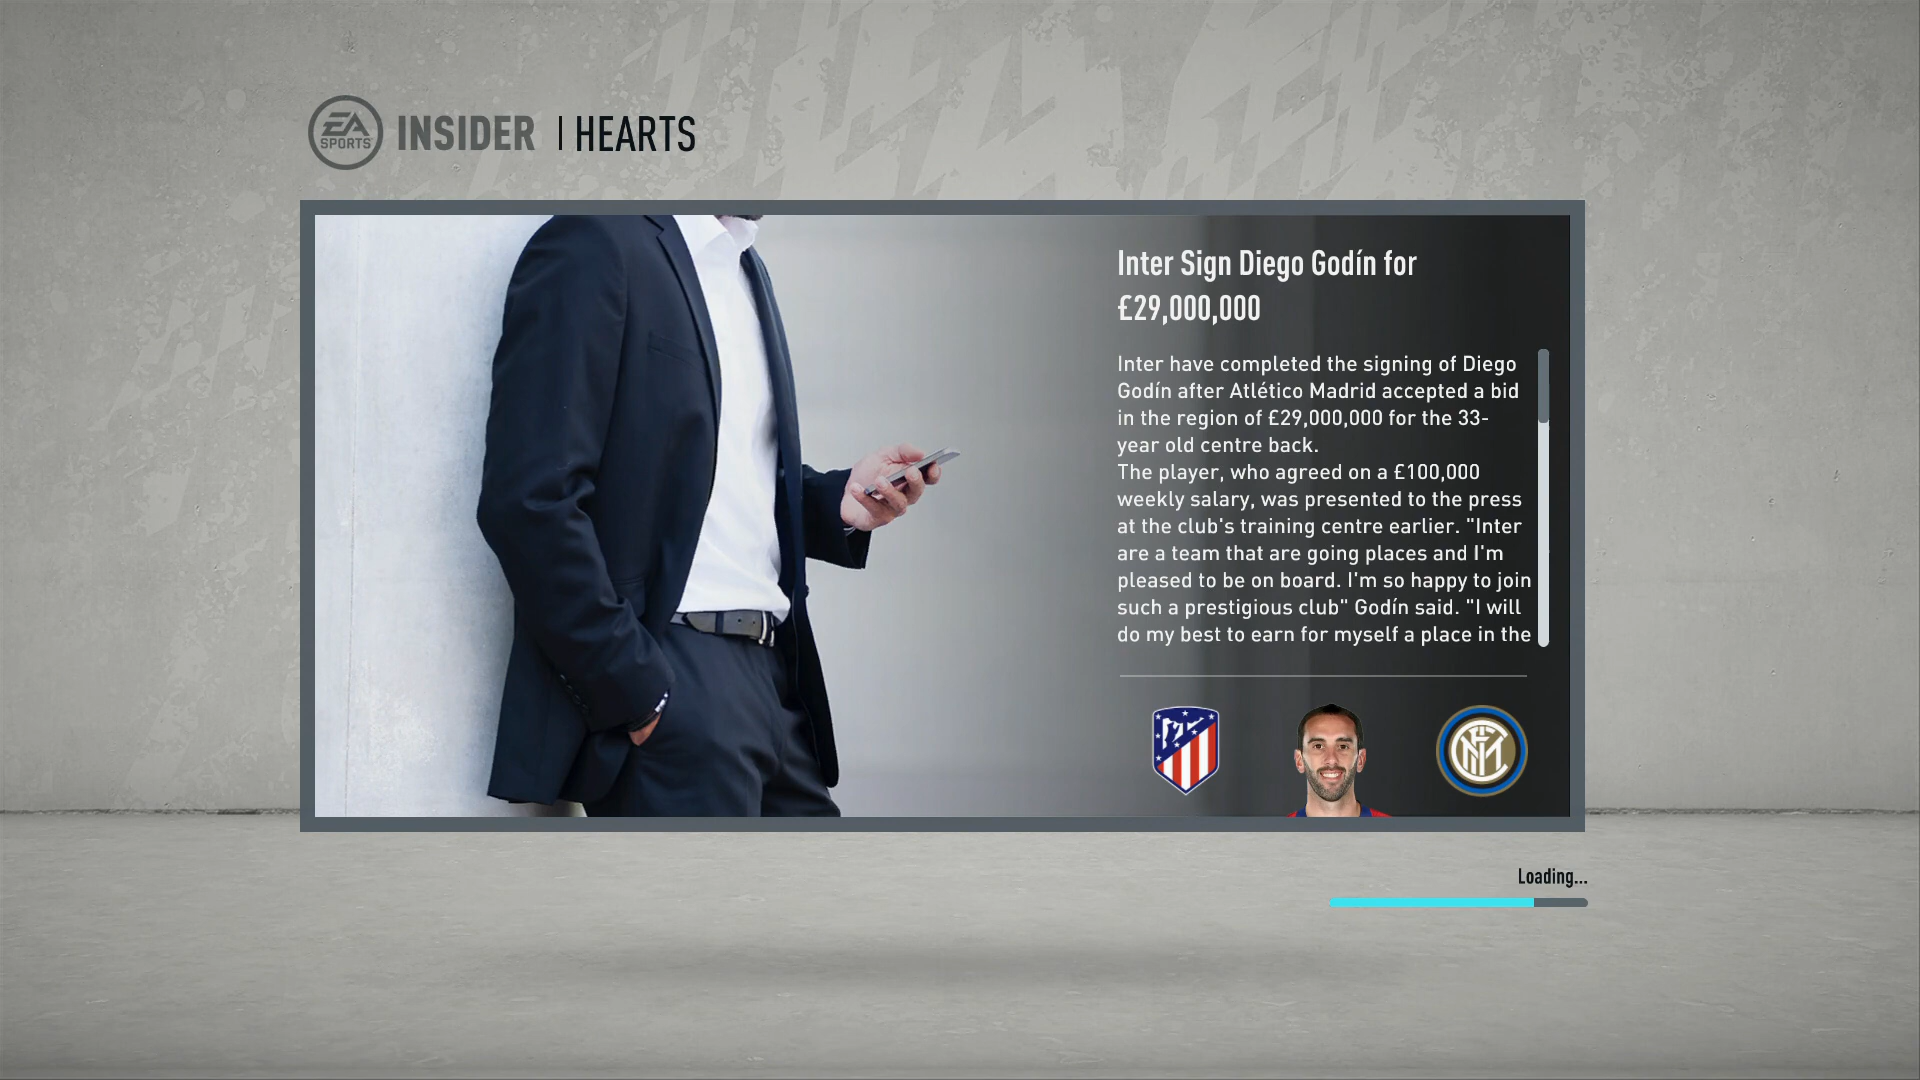 EA
SPORTS
INSIDER | HEARTS
Inter Sign Diego Godín for
£29,000,000
Inter have completed the signing of Diego
Godín after Atlético Madrid accepted a bid
in the region of £29,000,000 for the 33-
year old centre back.
The player, who agreed on a £100,000
weekly salary, was presented to the press
at the club's training centre earlier. "Inter
are a team that are going places and I'm
pleased to be on board. I'm so happy to join
such a prestigious club" Godín said. "I will
do my best to earn for myself a place in the
Loading...